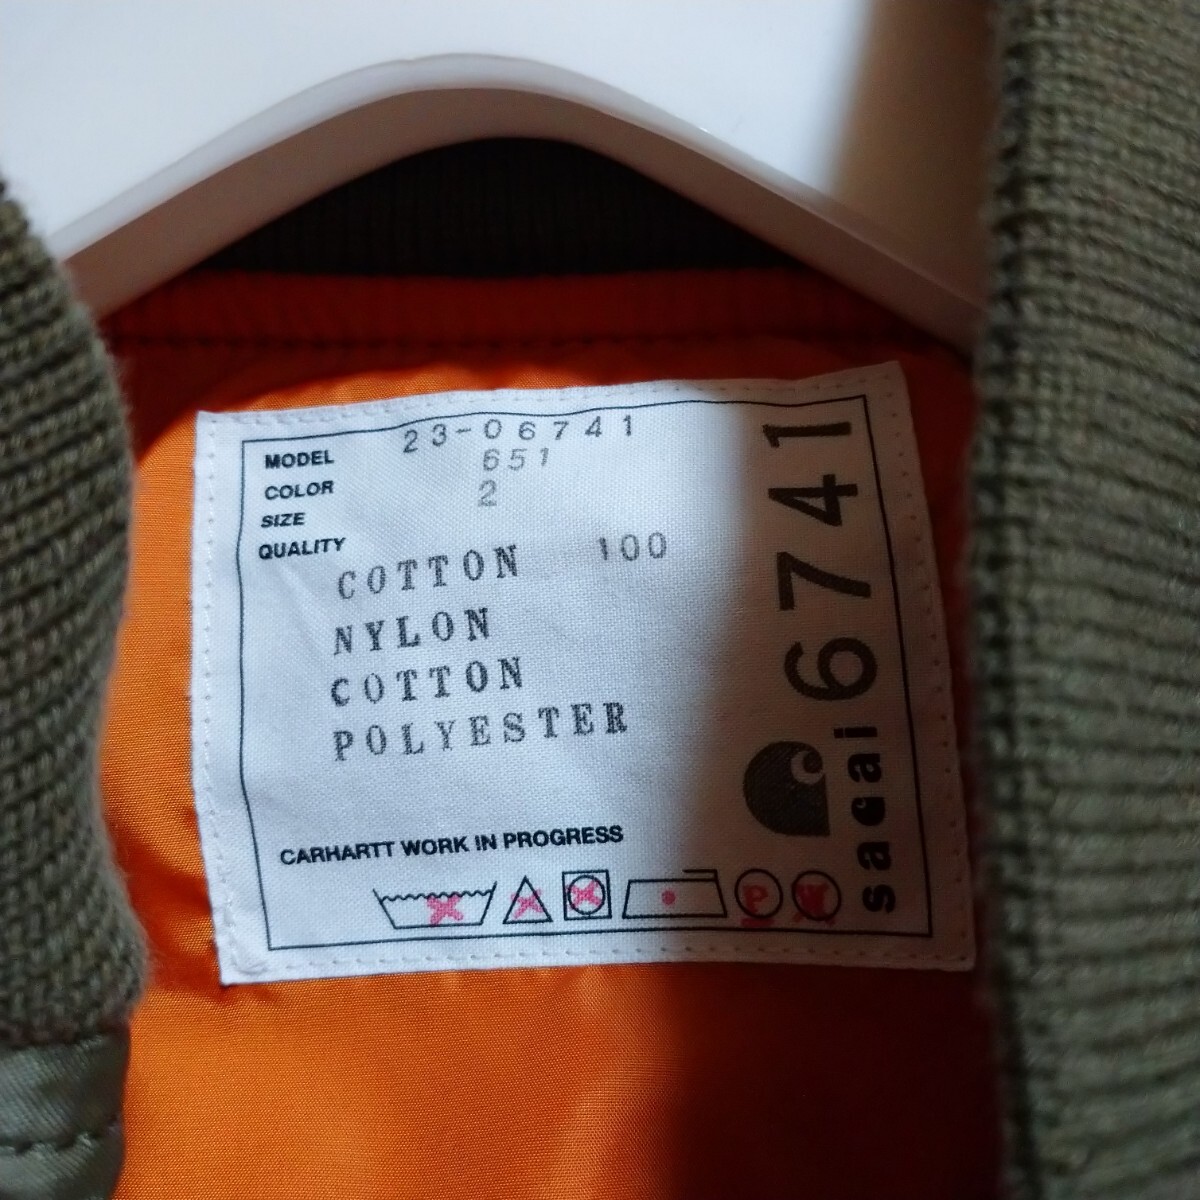 MODEL 23-06741
COLOR 651
SIZE 2
QUALITY
COTTON 100
NYLON
COTTON
POLYESTER
CARHARTT WORK IN PROGRESS
P
W
sacai 6741